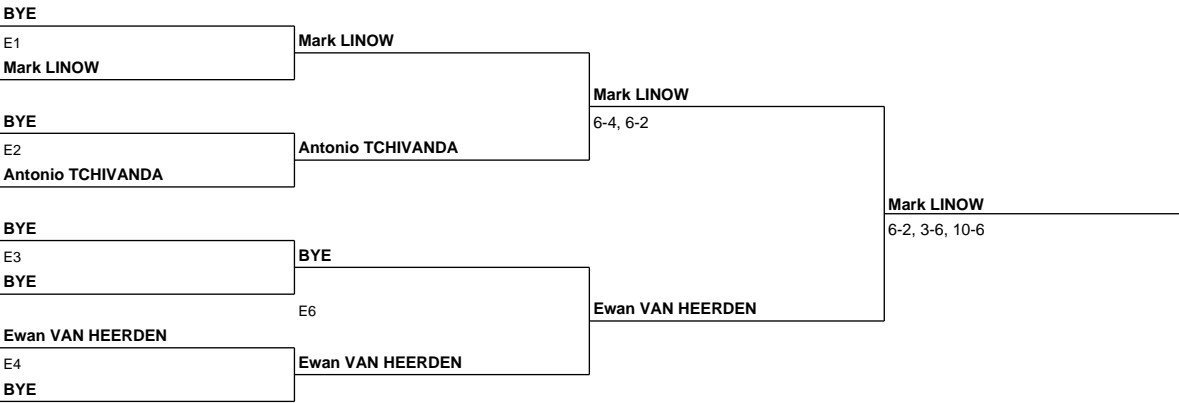 BYE
E1
Mark LINOW
Mark LINOW
Mark LINOW
6-4, 6-2
BYE
E2
Antonio TCHIVANDA
Antonio TCHIVANDA
Mark LINOW
6-2, 3-6, 10-6
BYE
E3
BYE
BYE
E6
Ewan VAN HEERDEN
Ewan VAN HEERDEN
E4
Ewan VAN HEERDEN
BYE